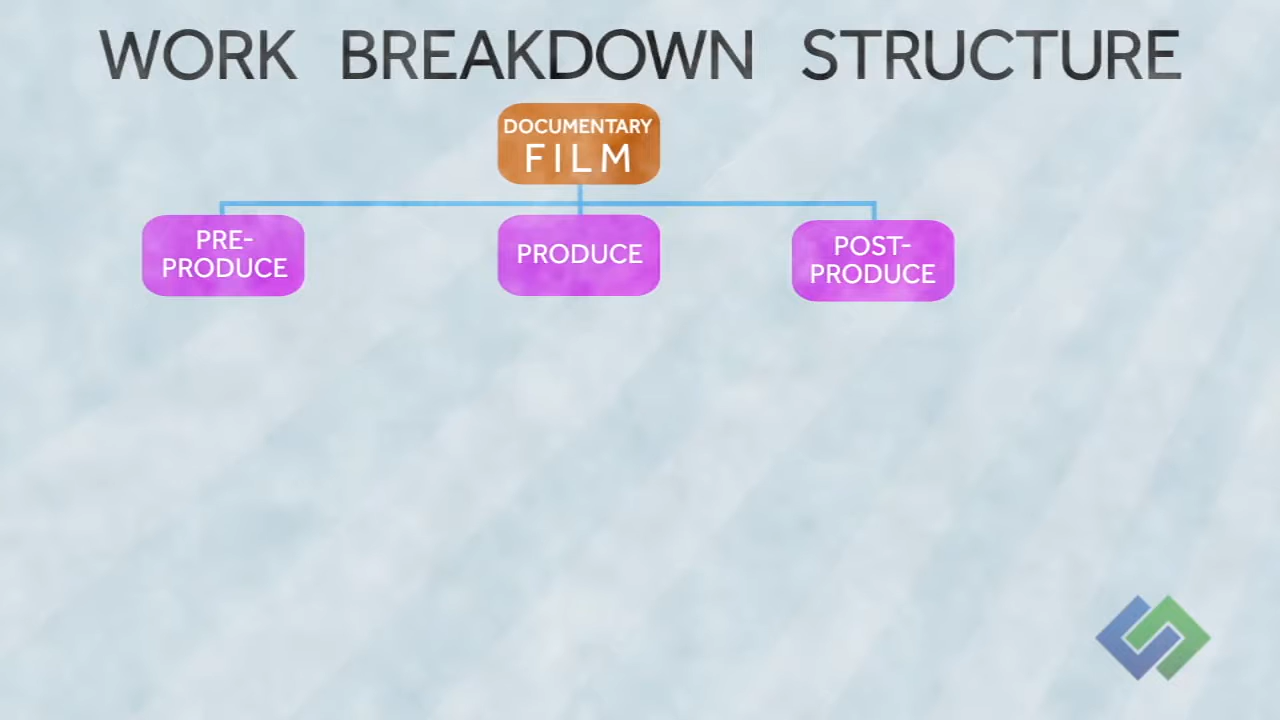 WORK BREAKDOWN STRUCTURE
DOCUMENTARY
FILM
PRE-
PRODUCE
PRODUCE
POST-
PRODUCE